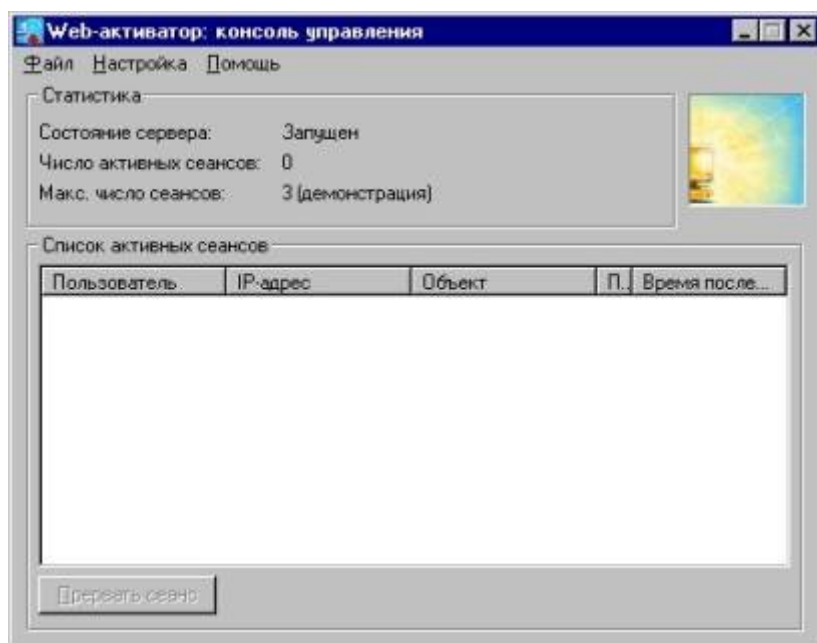 Web-активатор: консоль управления
Файл Настройка Помощь
Статистика
Состояние сервера: Запущен
Число активных сеансов: 0
Макс. число сеансов: 3 (демонстрация)
Список активных сеансов
Пользователь IP-адрес Объект П.. Время после...
Прервать сеанс